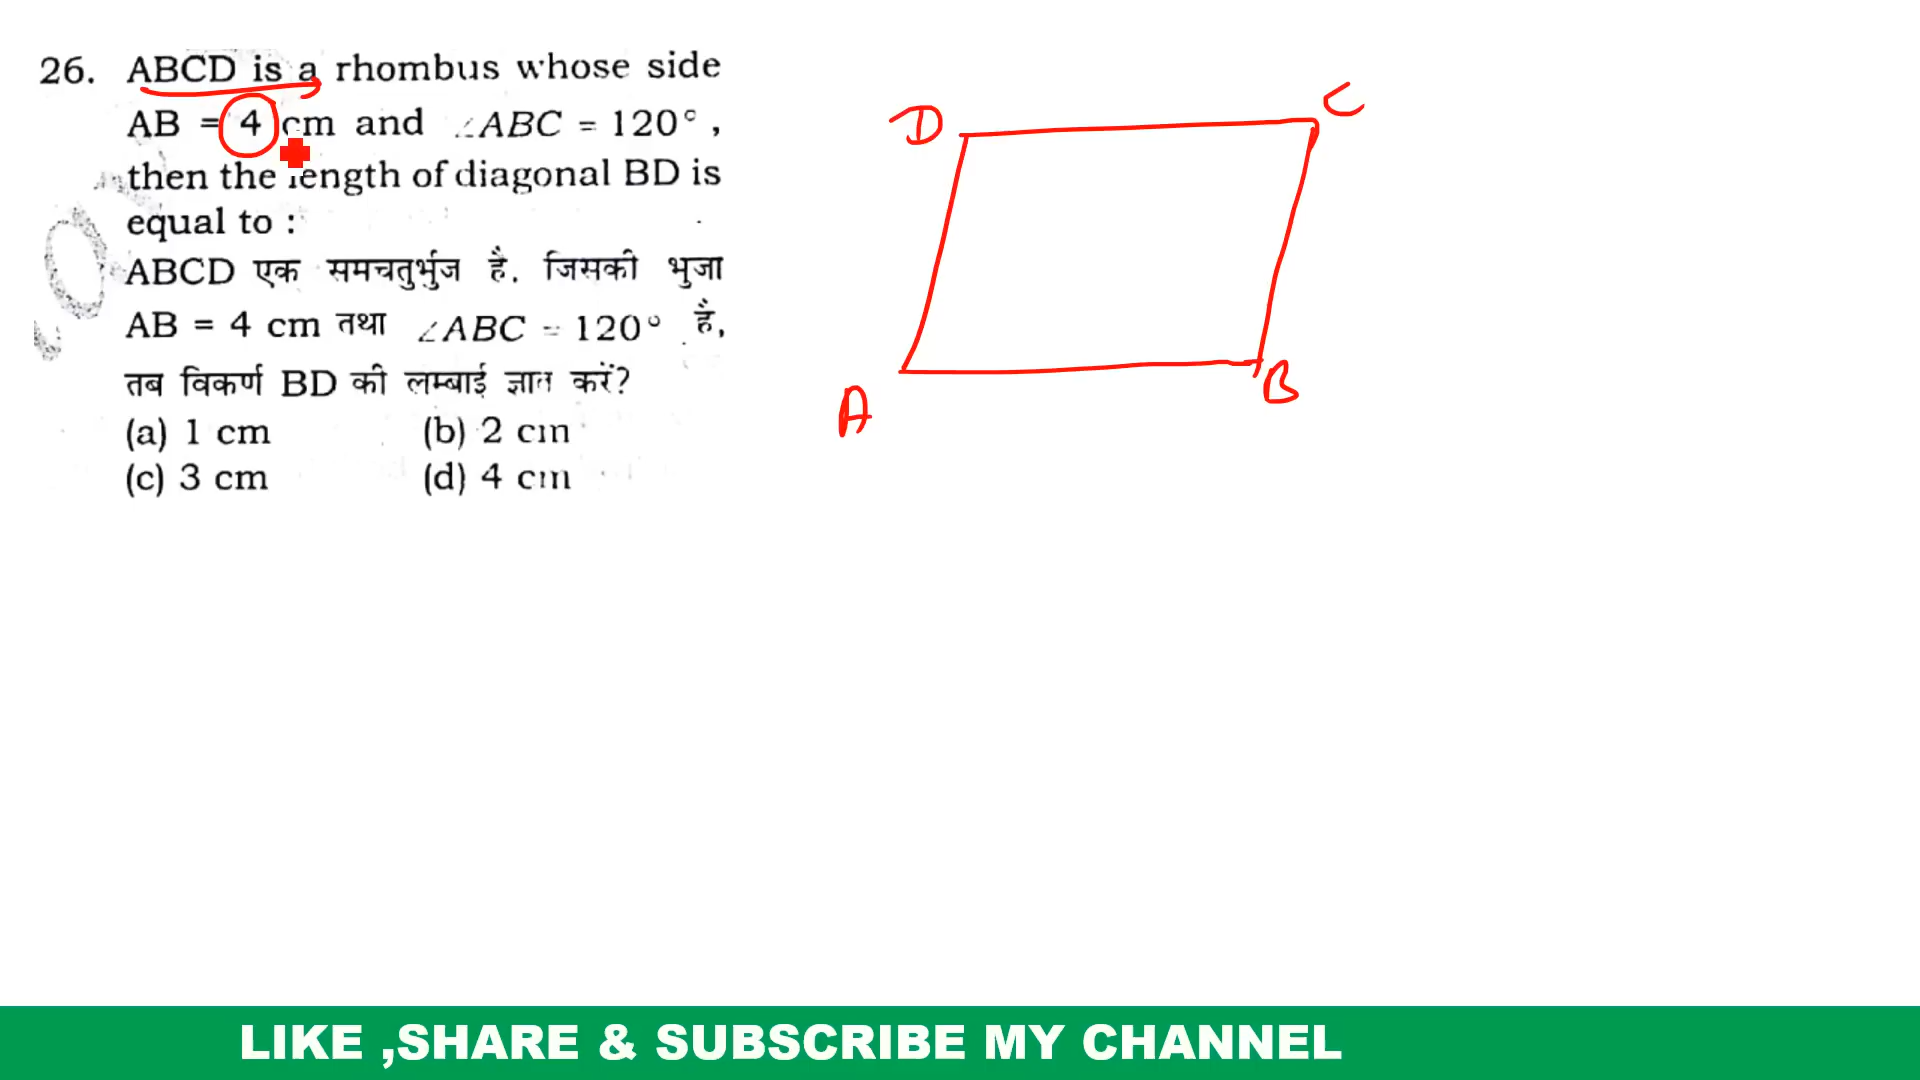 26. ABCD is a rhombus whose side
AB = 4 cm and ∠ABC = 120°,
then the length of diagonal BD is
equal to :
ABCD एक समचतुर्भुज है. जिसकी भुजा
AB = 4 cm तथा ∠ABC = 120° है,
तब विकर्ण BD की लम्बाई ज्ञात करें?
(a) 1 cm (b) 2 cm
(c) 3 cm (d) 4 cm
D C
A B
LIKE ,SHARE & SUBSCRIBE MY CHANNEL